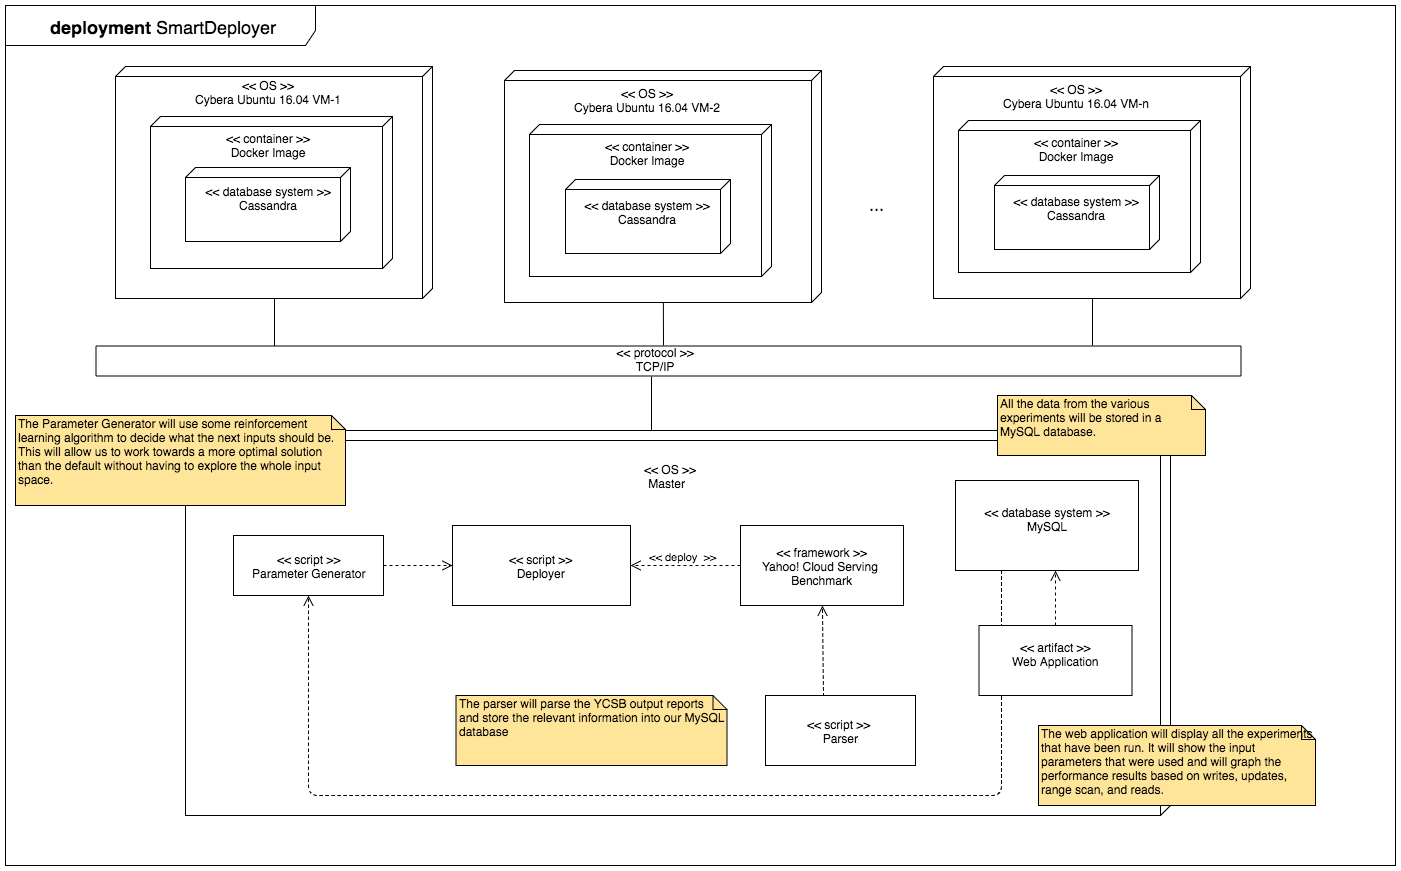 deployment SmartDeployer
<< OS >>
Cybera Ubuntu 16.04 VM-1
<< container >>
Docker Image
<< database system >>
Cassandra
<< OS >>
Cybera Ubuntu 16.04 VM-2
<< container >>
Docker Image
<< database system >>
Cassandra
...
<< OS >>
Cybera Ubuntu 16.04 VM-n
<< container >>
Docker Image
<< database system >>
Cassandra
<< protocol >>
TCP/IP
The Parameter Generator will use some reinforcement
learning algorithm to decide what the next inputs should be.
This will allow us to work towards a more optimal solution
than the default without having to explore the whole input
space.
All the data from the various
experiments will be stored in a
MySQL database.
<< OS >>
Master
<< script >>
Parameter Generator
<< script >>
Deployer
<< deploy >>
<< framework >>
Yahoo! Cloud Serving
Benchmark
<< database system >>
MySQL
<< artifact >>
Web Application
The parser will parse the YCSB output reports
and store the relevant information into our MySQL
database
<< script >>
Parser
The web application will display all the experiments
that have been run. It will show the input
parameters that were used and will graph the
performance results based on writes, updates,
range scan, and reads.